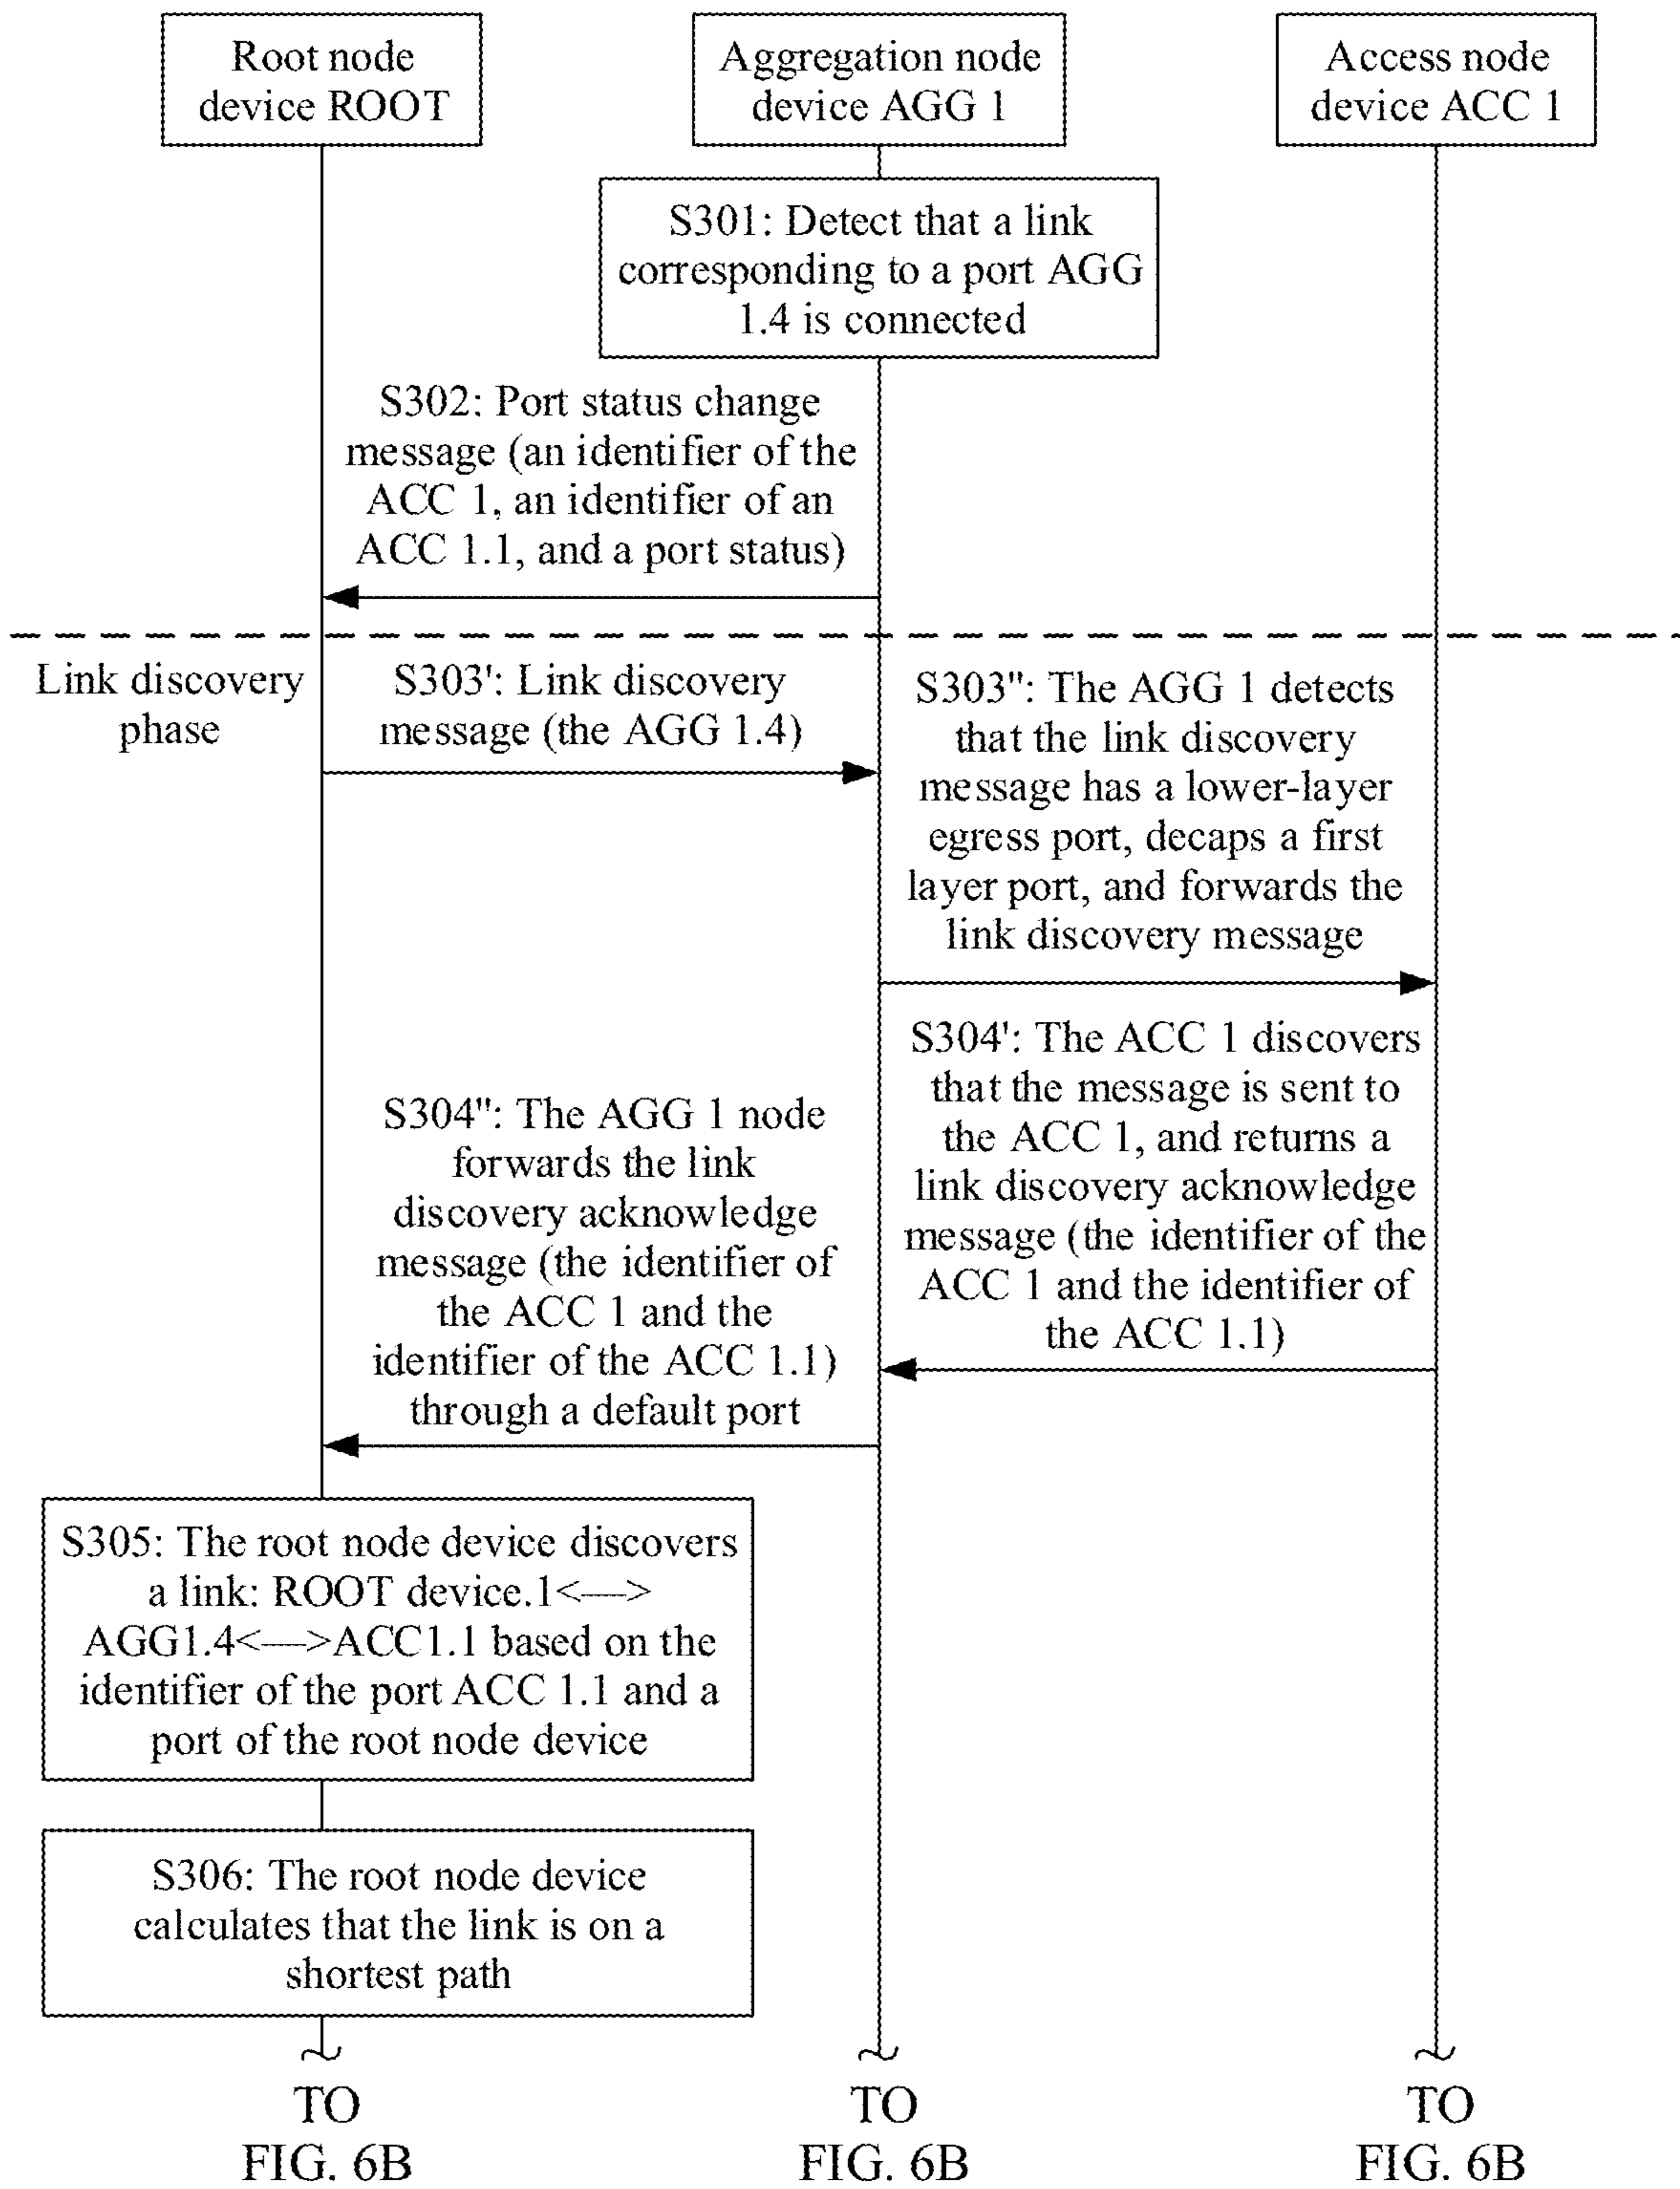 Root node
device ROOT
Aggregation node
device AGG 1
Access node
device ACC 1
S301: Detect that a link
corresponding to a port AGG
1.4 is connected
S302: Port status change
message (an identifier of the
ACC 1, an identifier of an
ACC 1.1, and a port status)
Link discovery
phase
S303': Link discovery
message (the AGG 1.4)
S303": The AGG 1 detects
that the link discovery
message has a lower-layer
egress port, decaps a first
layer port, and forwards the
link discovery message
S304': The ACC 1 discovers
that the message is sent to
the ACC 1, and returns a
link discovery acknowledge
message (the identifier of the
ACC 1 and the identifier of
the ACC 1.1)
S304": The AGG 1 node
forwards the link
discovery acknowledge
message (the identifier of
the ACC 1 and the
identifier of the ACC 1.1)
through a default port
S305: The root node device discovers
a link: ROOT device.1<—>
AGG1.4<—>ACC1.1 based on the
identifier of the port ACC 1.1 and a
port of the root node device
S306: The root node device
calculates that the link is on a
shortest path
TO
FIG. 6B
TO
FIG. 6B
TO
FIG. 6B